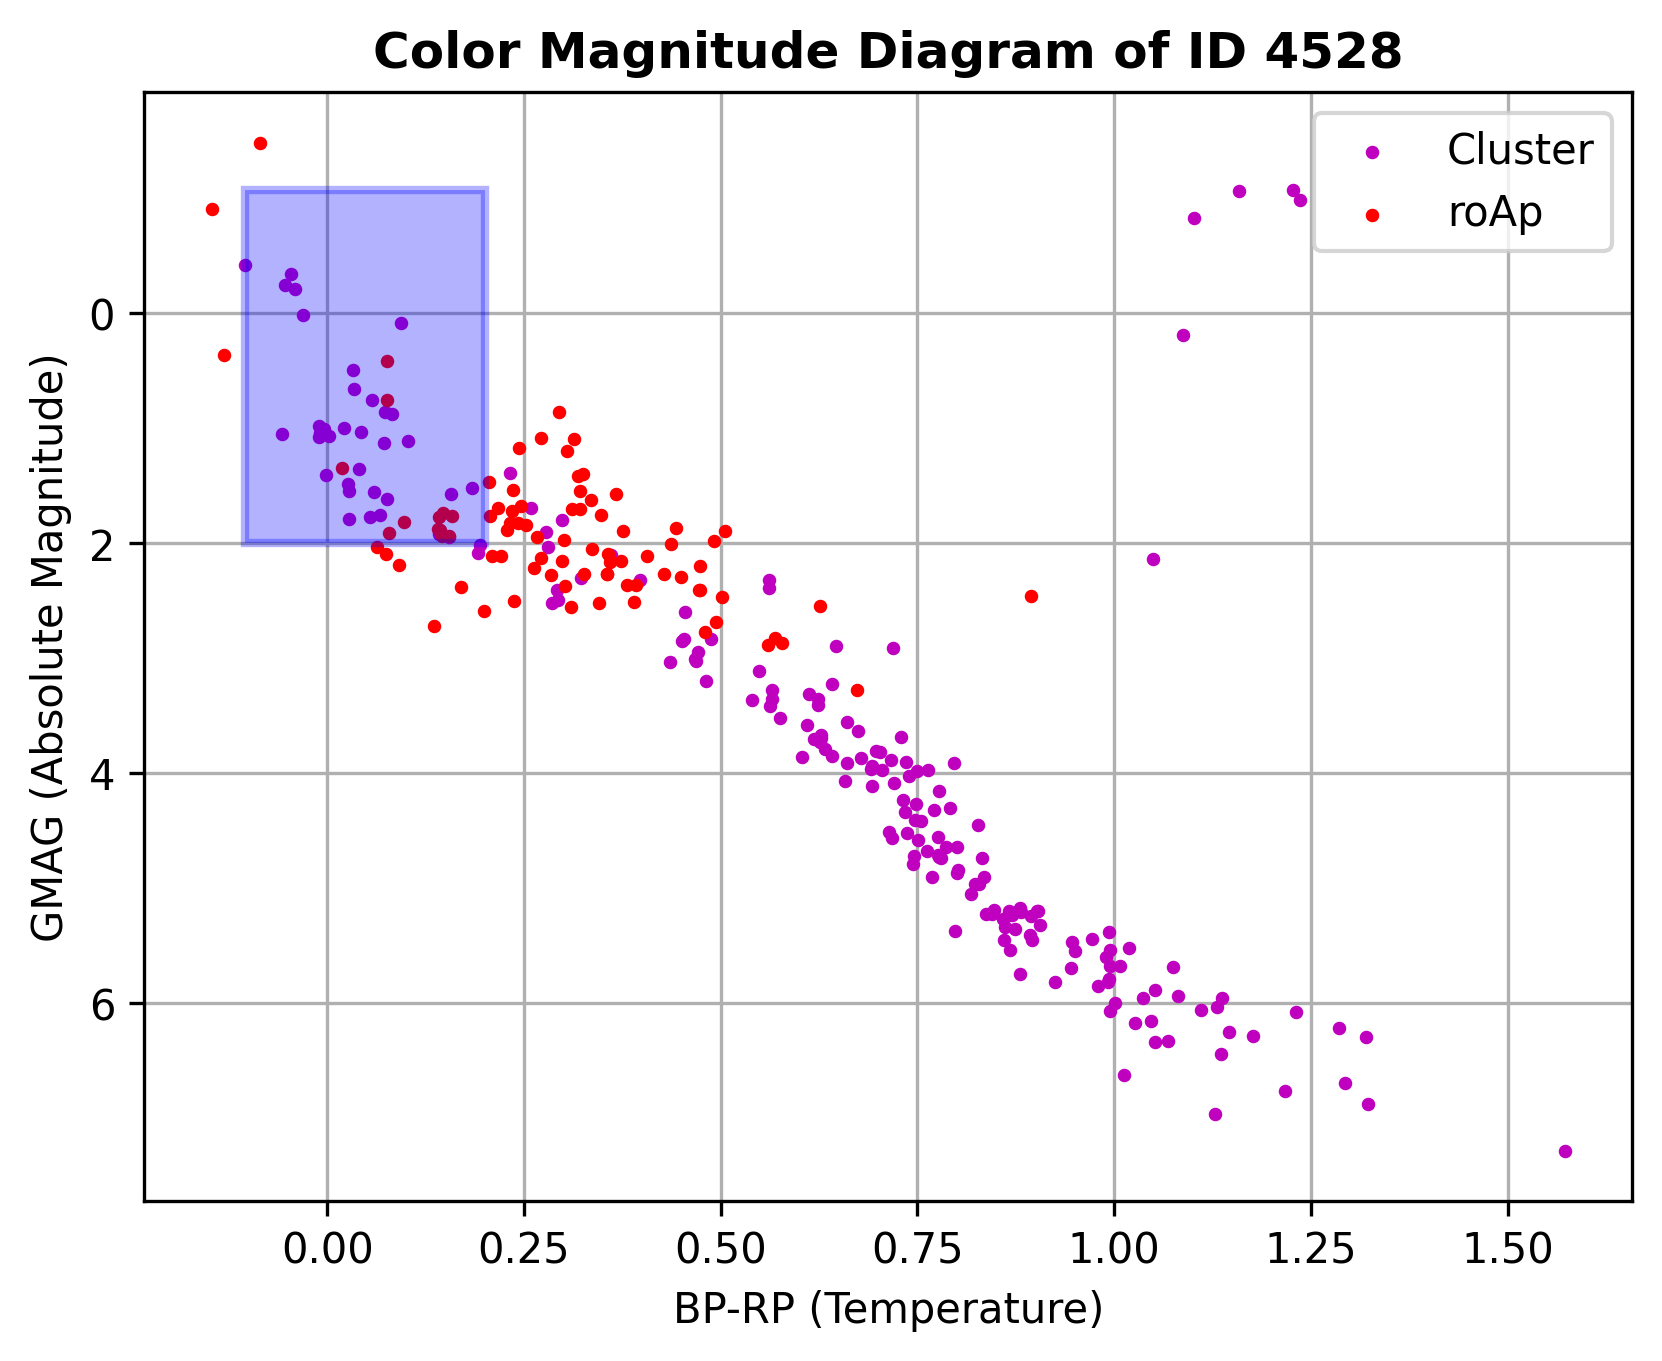 Color Magnitude Diagram of ID 4528
Cluster
roAp
GMAG (Absolute Magnitude)
0
2
4
6
0.00 0.25 0.50 0.75 1.00 1.25 1.50
BP-RP (Temperature)